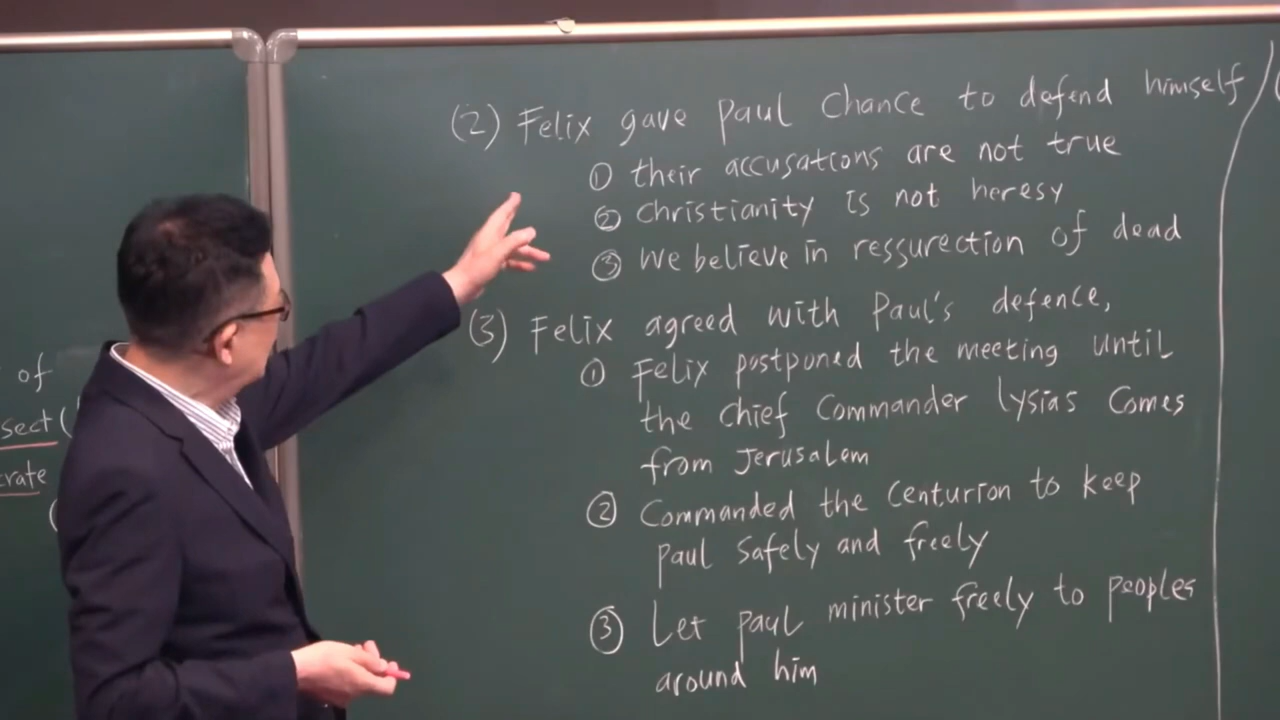 of
sect (
crate
(
(2) Felix gave Paul Chance to defend himself
① their accusations are not true
② Christianity is not heresy
③ We believe in ressurection of dead
(3) Felix agreed with Paul's defence,
① Felix postponed the meeting until
the chief Commander Lysias Comes
from Jerusalem
② Commanded the Centurion to keep
Paul Safely and freely
③ Let Paul minister freely to peoples
around him